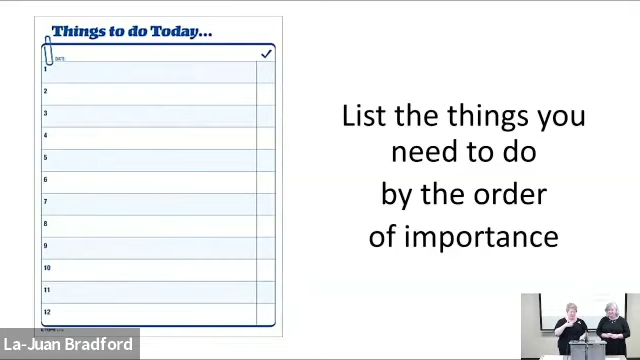 Things to do Today...
DATE:
1
2
3
4
5
6
7
8
9
10
11
12
List the things you
need to do
by the order
of importance
La-Juan Bradford